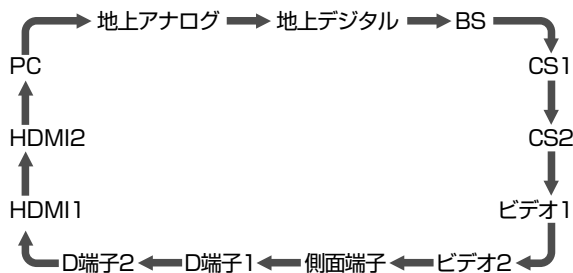 地上アナログ 地上デジタル BS
PC CS1
HDMI2 CS2
HDMI1 ビデオ1
D端子2 D端子1 側面端子 ビデオ2